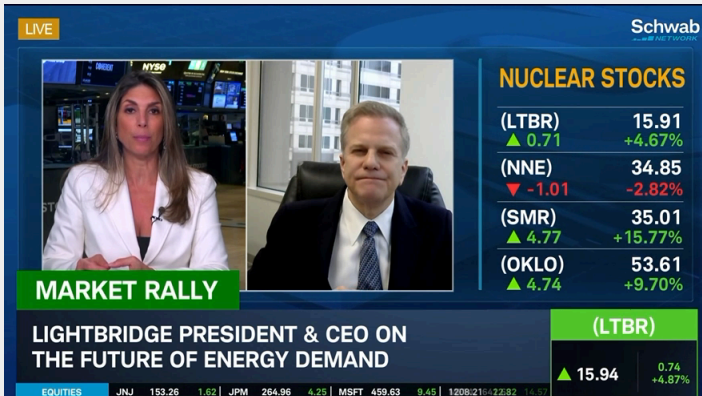 LIVE
Schwab
NETWORK
NYSE
NUCLEAR STOCKS
(LTBR) 15.91
▲ 0.71 +4.67%
(NNE) 34.85
▼ -1.01 -2.82%
(SMR) 35.01
▲ 4.77 +15.77%
(OKLO) 53.61
▲ 4.74 +9.70%
MARKET RALLY
LIGHTBRIDGE PRESIDENT & CEO ON
THE FUTURE OF ENERGY DEMAND
(LTBR)
▲ 15.94 0.74
+4.87%
EQUITIES JNJ 153.26 1.62 | JPM 264.96 4.25 | MSFT 459.63 9.45 |